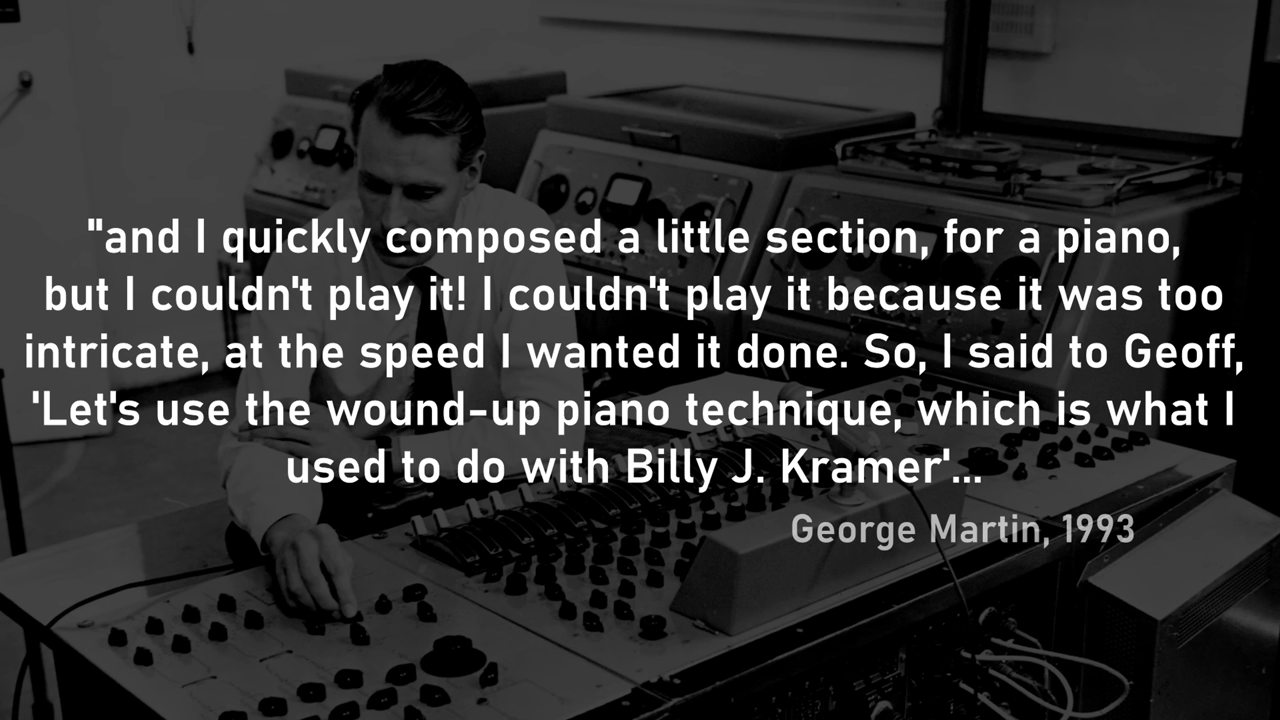 "and I quickly composed a little section, for a piano,
but I couldn't play it! I couldn't play it because it was too
intricate, at the speed I wanted it done. So, I said to Geoff,
'Let's use the wound-up piano technique, which is what I
used to do with Billy J. Kramer'...
George Martin, 1993